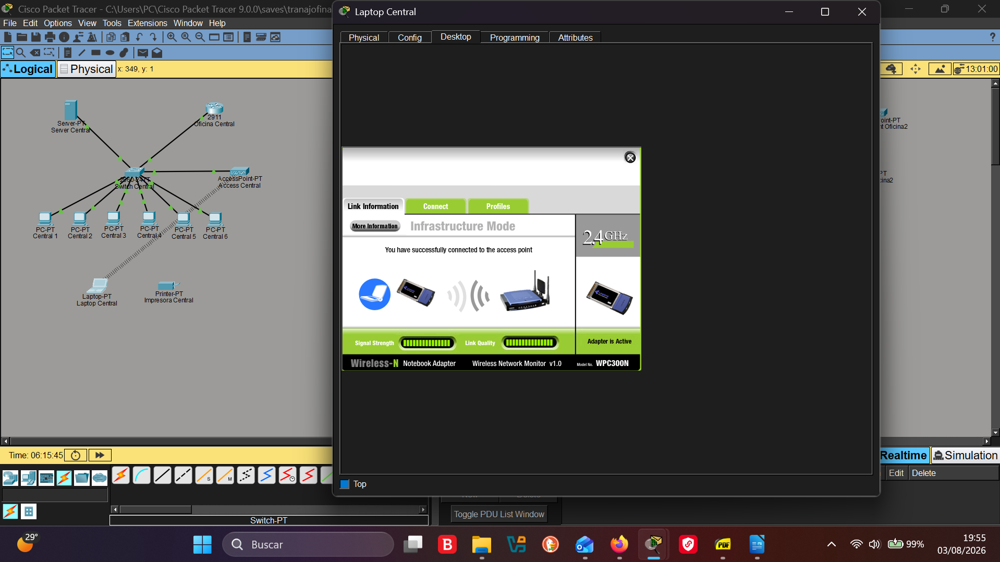 Cisco Packet Tracer - C:\Users\PC\Cisco Packet Tracer 9.0.0\saves\tranajofina
File Edit Options View Tools Extensions Window Help
Logical Physical x: 349, y: 1
13:01:00
Server-PT
Server Central
2911
Oficina Central
2960-24TT
Switch Central
AccessPoint-PT
Access Central
PC-PT
Central 1
PC-PT
Central 2
PC-PT
Central 3
PC-PT
Central 4
PC-PT
Central 5
PC-PT
Central 6
Laptop-PT
Laptop Central
Printer-PT
Impresora Central
oint-PT
nt Oficina2
PT
cina2
Laptop Central
Physical Config Desktop Programming Attributes
Link Information Connect Profiles
More Information Infrastructure Mode
2.4GHz
You have successfully connected to the access point
Signal Strength Link Quality Adapter is Active
Wireless-N Notebook Adapter Wireless Network Monitor v1.0 Model No. WPC300N
Top
Time: 06:15:45
Realtime Simulation
Edit Delete
S
M
New Delete
Toggle PDU List Window
Switch-PT
29°
Buscar
B
PDF
99%
19:55
03/08/2026